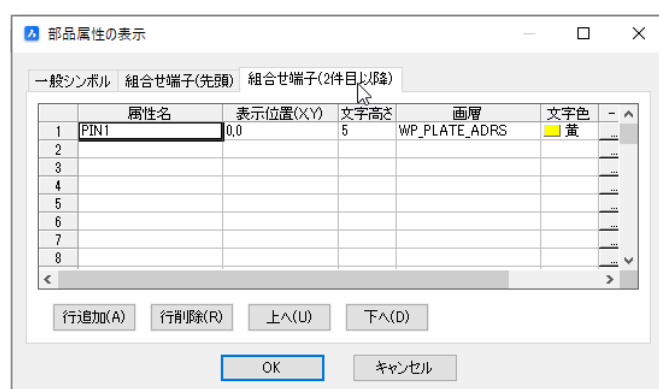 部品属性の表示
一般シンボル 組合せ端子(先頭) 組合せ端子(2件目以降)
属性名 表示位置(XY) 文字高さ 画層 文字色 -
1 PIN1 0,0 5 WP_PLATE_ADRS 黄 ...
2 ...
3 ...
4 ...
5 ...
6 ...
7 ...
8 ...
行追加(A) 行削除(R) 上へ(U) 下へ(D)
OK キャンセル